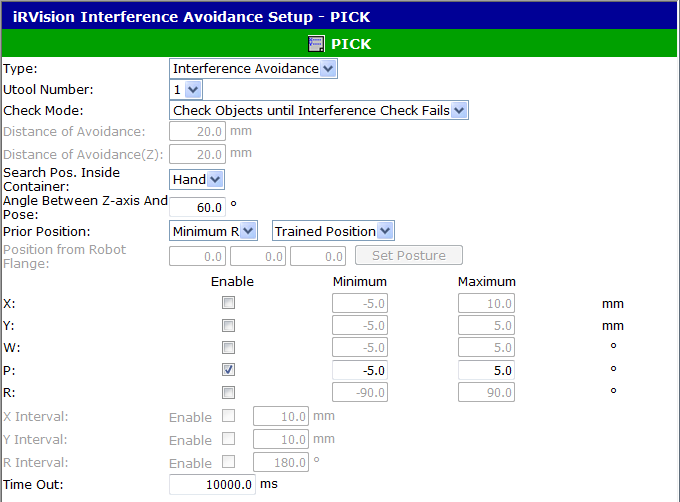 iRVision Interference Avoidance Setup - PICK
PICK
Type: Interference Avoidance
Utool Number: 1
Check Mode: Check Objects until Interference Check Fails
Distance of Avoidance: 20.0 mm
Distance of Avoidance(Z): 20.0 mm
Search Pos. Inside
Container: Hand
Angle Between Z-axis And
Pose: 60.0 °
Prior Position: Minimum R Trained Position
Position from Robot
Flange: 0.0 0.0 0.0 Set Posture
Enable Minimum Maximum
X: -5.0 10.0 mm
Y: -5.0 5.0 mm
W: -5.0 5.0 °
P: -5.0 5.0 °
R: -90.0 90.0 °
X Interval: Enable 10.0 mm
Y Interval: Enable 10.0 mm
R Interval: Enable 180.0 °
Time Out: 10000.0 ms